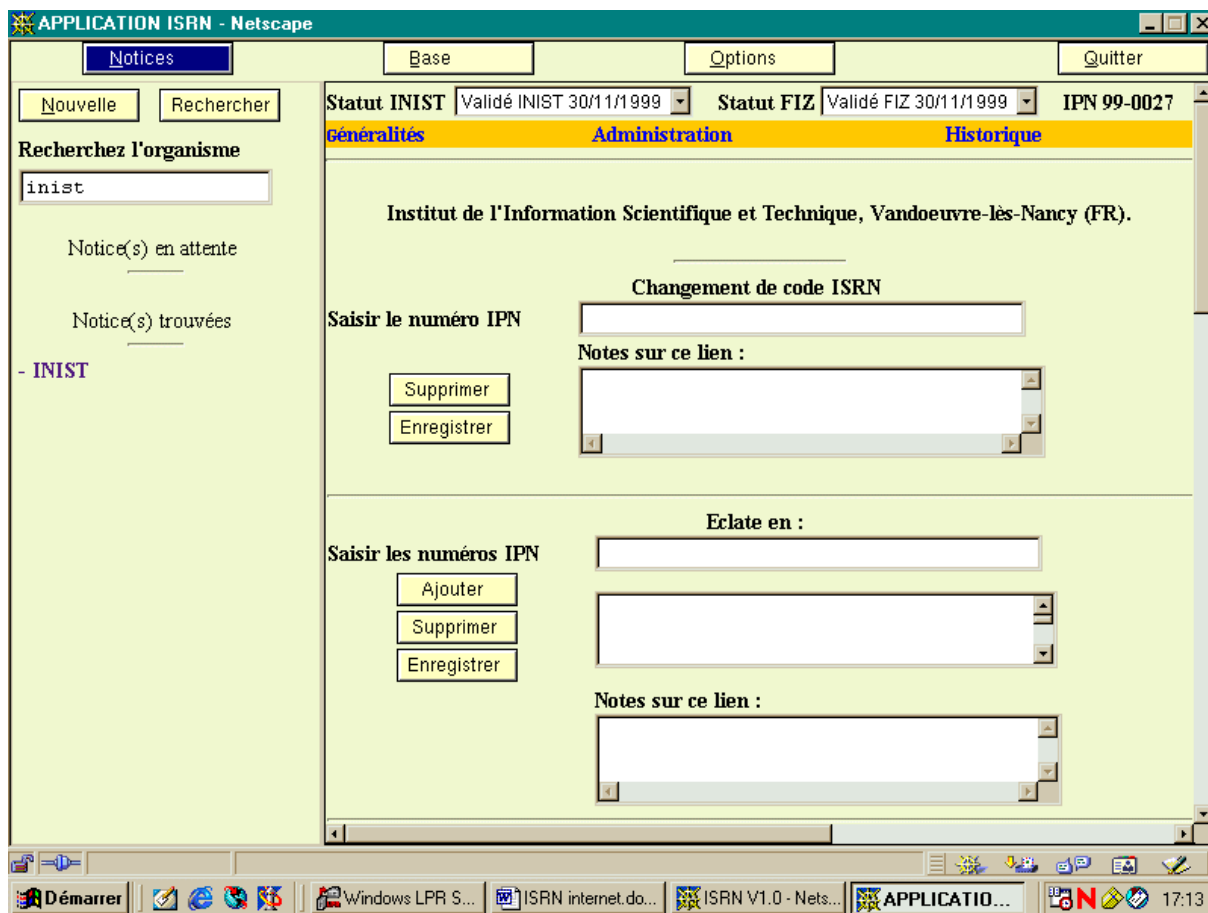 APPLICATION ISRN - Netscape
Notices Base Options Quitter
Nouvelle Rechercher
Statut INIST Validé INIST 30/11/1999 Statut FIZ Validé FIZ 30/11/1999 IPN 99-0027
Généralités Administration Historique
Recherchez l'organisme
inist
Institut de l'Information Scientifique et Technique, Vandoeuvre-lès-Nancy (FR).
Notice(s) en attente
Notice(s) trouvées
- INIST
Changement de code ISRN
Saisir le numéro IPN
Notes sur ce lien :
Supprimer
Enregistrer
Eclate en :
Saisir les numéros IPN
Ajouter
Supprimer
Enregistrer
Notes sur ce lien :
Démarrer Windows LPR S... ISRN internet.do... ISRN V1.0 - Nets... APPLICATIO... N 17:13